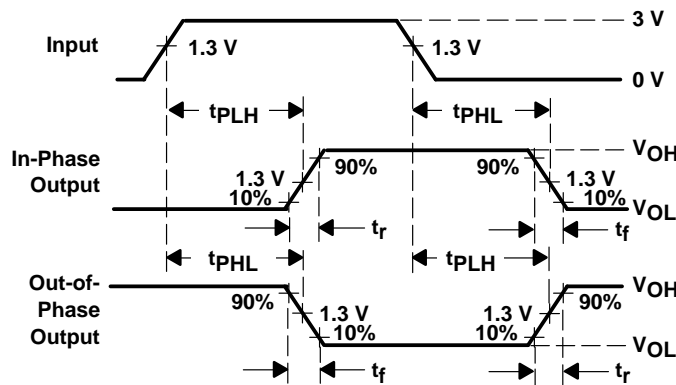 3 V
Input
1.3 V
1.3 V
0 V
tPLH
tPHL
In-Phase
Output
VOH
90%
90%
1.3 V
1.3 V
10%
10%
VOL
tr
tf
tPHL
tPLH
Out-of-
Phase
Output
VOH
90%
90%
1.3 V
1.3 V
10%
10%
VOL
tf
tr